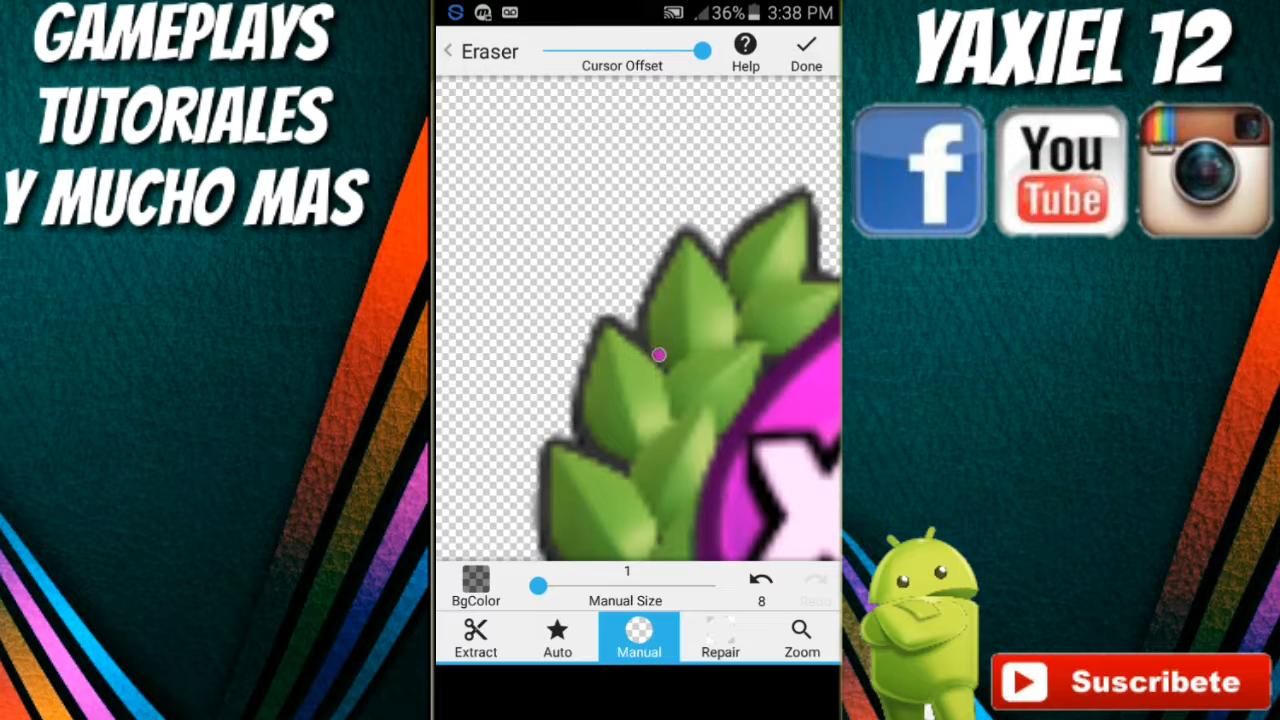 GAMEPLAYS
TUTORIALES
Y MUCHO MAS
36% 3:38 PM
Eraser
Cursor Offset
Help
Done
YAXIEL 12
f
You
Tube
X
1
BgColor
Manual Size
8
Redo
Extract
Auto
Manual
Repair
Zoom
Suscribete